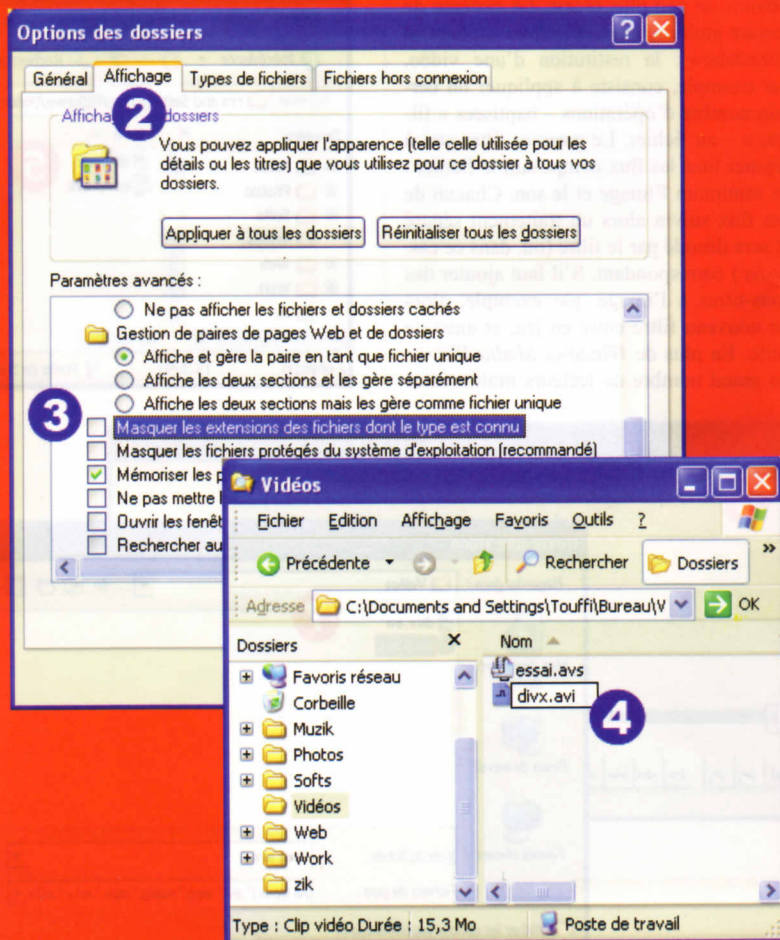 Options des dossiers
Général Affichage Types de fichiers Fichiers hors connexion
2
Afficha dossiers
Vous pouvez appliquer l'apparence (telle celle utilisée pour les
détails ou les titres) que vous utilisez pour ce dossier à tous vos
dossiers.
Appliquer à tous les dossiers Réinitialiser tous les dossiers
Paramètres avancés :
Ne pas afficher les fichiers et dossiers cachés
Gestion de paires de pages Web et de dossiers
Affiche et gère la paire en tant que fichier unique
Affiche les deux sections et les gère séparément
Affiche les deux sections mais les gère comme fichier unique
3
Masquer les extensions des fichiers dont le type est connu
Masquer les fichiers protégés du système d'exploitation (recommandé)
Mémoriser les p
Ne pas mettre l
Ouvrir les fenêt
Rechercher au
Vidéos
Fichier Edition Affichage Favoris Outils ?
Précédente Rechercher Dossiers »
Adresse C:\Documents and Settings\Touffi\Bureau\V OK
Dossiers x Nom
Favoris réseau
Corbeille
Muzik
Photos
Softs
Vidéos
Web
Work
zik
essai.avs
divx.avi
4
Type : Clip vidéo Durée : 15,3 Mo Poste de travail